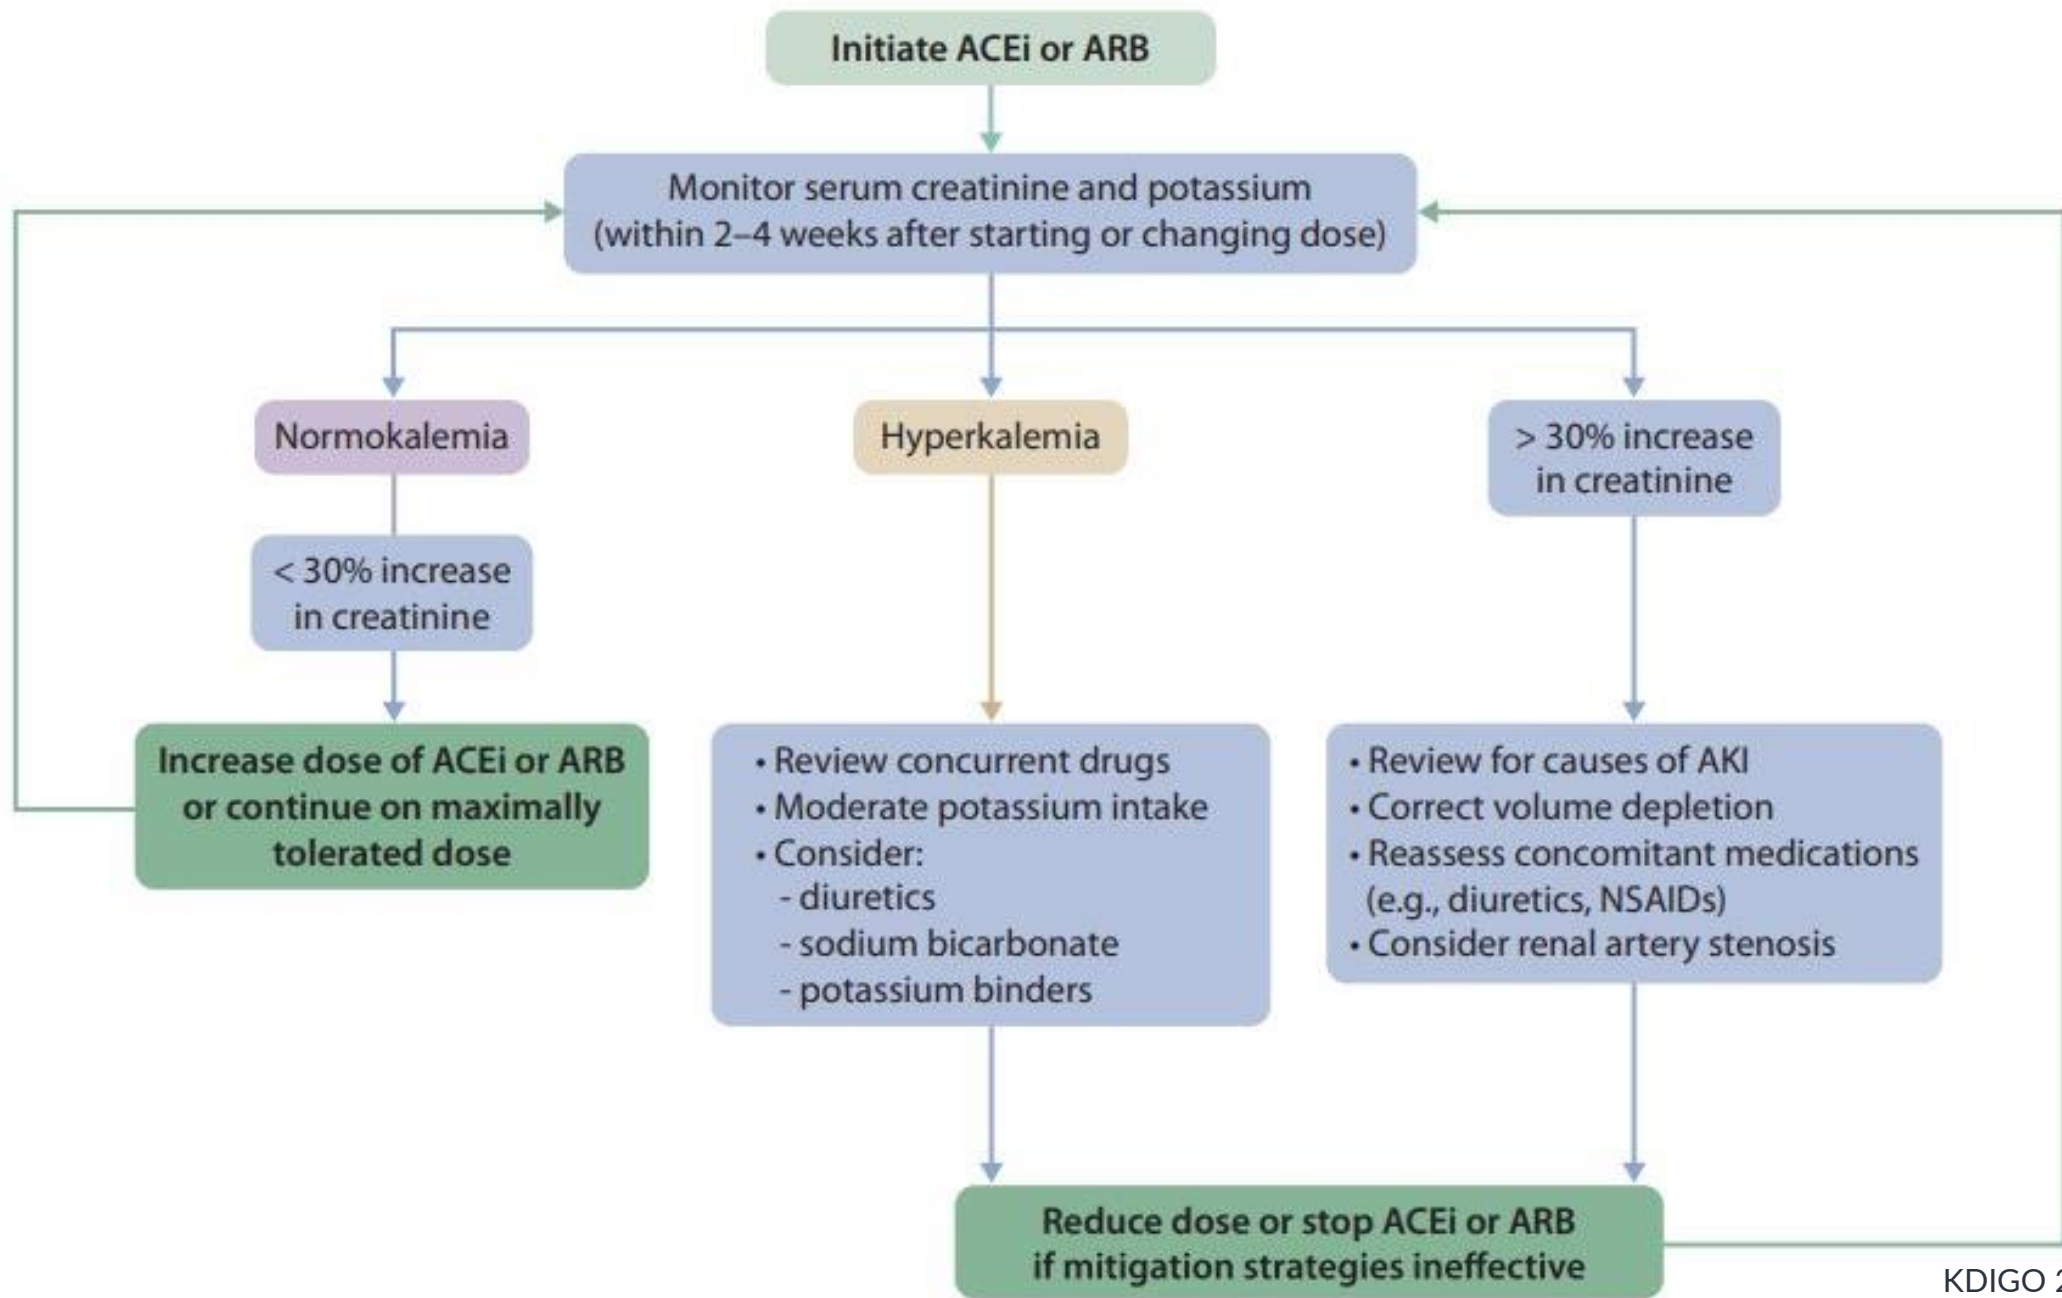 Initiate ACEi or ARB
Monitor serum creatinine and potassium
(within 2–4 weeks after starting or changing dose)
Normokalemia
< 30% increase
in creatinine
Increase dose of ACEi or ARB
or continue on maximally
tolerated dose
Hyperkalemia
• Review concurrent drugs
• Moderate potassium intake
• Consider:
- diuretics
- sodium bicarbonate
- potassium binders
> 30% increase
in creatinine
• Review for causes of AKI
• Correct volume depletion
• Reassess concomitant medications
(e.g., diuretics, NSAIDs)
• Consider renal artery stenosis
Reduce dose or stop ACEi or ARB
if mitigation strategies ineffective
KDIGO